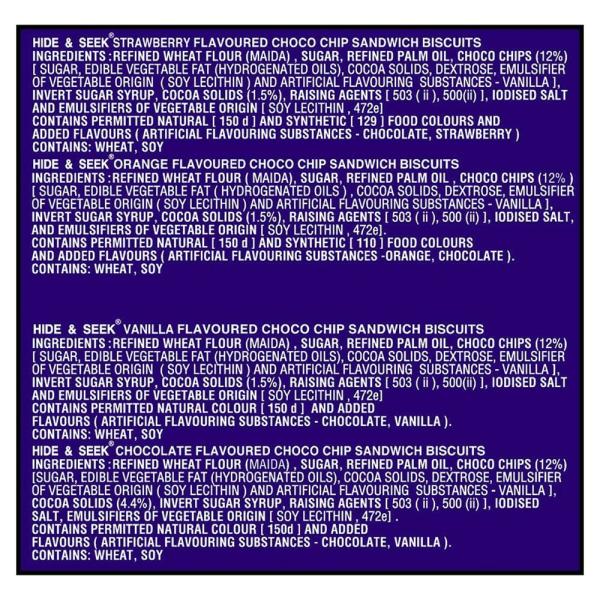 HIDE & SEEK® STRAWBERRY FLAVOURED CHOCO CHIP SANDWICH BISCUITS
INGREDIENTS :REFINED WHEAT FLOUR (MAIDA) , SUGAR, REFINED PALM OIL, CHOCO CHIPS (12%)
[ SUGAR, EDIBLE VEGETABLE FAT (HYDROGENATED OILS), COCOA SOLIDS, DEXTROSE, EMULSIFIER
OF VEGETABLE ORIGIN ( SOY LECITHIN ) AND ARTIFICIAL FLAVOURING SUBSTANCES - VANILLA ],
INVERT SUGAR SYRUP, COCOA SOLIDS (1.5%), RAISING AGENTS [ 503 ( ii ), 500(ii) ], IODISED SALT
AND EMULSIFIERS OF VEGETABLE ORIGIN [ SOY LECITHIN , 472e]
CONTAINS PERMITTED NATURAL [ 150 d ] AND SYNTHETIC [ 129 ] FOOD COLOURS AND
ADDED FLAVOURS ( ARTIFICIAL FLAVOURING SUBSTANCES - CHOCOLATE, STRAWBERRY )
CONTAINS: WHEAT, SOY
HIDE & SEEK® ORANGE FLAVOURED CHOCO CHIP SANDWICH BISCUITS
INGREDIENTS :REFINED WHEAT FLOUR ( MAIDA), SUGAR, REFINED PALM OIL , CHOCO CHIPS (12% )
[ SUGAR, EDIBLE VEGETABLE FAT ( HYDROGENATED OILS ) , COCOA SOLIDS, DEXTROSE, EMULSIFIER
OF VEGETABLE ORIGIN ( SOY LECITHIN ) AND ARTIFICIAL FLAVOURING SUBSTANCES - VANILLA ],
INVERT SUGAR SYRUP, COCOA SOLIDS (1.5%), RAISING AGENTS [ 503 ( ii ), 500 (ii) ], IODISED SALT,
AND EMULSIFIERS OF VEGETABLE ORIGIN [ SOY LECITHIN , 472e].
CONTAINS PERMITTED NATURAL [ 150 d ] AND SYNTHETIC [ 110 ] FOOD COLOURS
AND ADDED FLAVOURS ( ARTIFICIAL FLAVOURING SUBSTANCES -ORANGE, CHOCOLATE ).
CONTAINS: WHEAT, SOY
HIDE & SEEK® VANILLA FLAVOURED CHOCO CHIP SANDWICH BISCUITS
INGREDIENTS :REFINED WHEAT FLOUR (MAIDA) , SUGAR, REFINED PALM OIL, CHOCO CHIPS (12%)
[ SUGAR, EDIBLE VEGETABLE FAT (HYDROGENATED OILS), COCOA SOLIDS, DEXTROSE, EMULSIFIER
OF VEGETABLE ORIGIN ( SOY LECITHIN ) AND ARTIFICIAL FLAVOURING SUBSTANCES - VANILLA ],
INVERT SUGAR SYRUP, COCOA SOLIDS (1.5%), RAISING AGENTS [ 503 ( ii ), 500(ii) ], IODISED SALT
AND EMULSIFIERS OF VEGETABLE ORIGIN [ SOY LECITHIN , 472e]
CONTAINS PERMITTED NATURAL COLOUR [ 150 d ] AND ADDED
FLAVOURS ( ARTIFICIAL FLAVOURING SUBSTANCES - CHOCOLATE, VANILLA ).
CONTAINS: WHEAT, SOY
HIDE & SEEK® CHOCOLATE FLAVOURED CHOCO CHIP SANDWICH BISCUITS
INGREDIENTS :REFINED WHEAT FLOUR (MAIDA) , SUGAR, REFINED PALM OIL, CHOCO CHIPS (12%)
[SUGAR, EDIBLE VEGETABLE FAT (HYDROGENATED OILS), COCOA SOLIDS, DEXTROSE, EMULSIFIER
OF VEGETABLE ORIGIN ( SOY LECITHIN ) AND ARTIFICIAL FLAVOURING SUBSTANCES - VANILLA ],
COCOA SOLIDS (4.4%), INVERT SUGAR SYRUP, RAISING AGENTS [ 503 ( ii ), 500 (ii) ], IODISED
SALT, EMULSIFIERS OF VEGETABLE ORIGIN [ SOY LECITHIN , 472e] .
CONTAINS PERMITTED NATURAL COLOUR [ 150d ] AND ADDED
FLAVOURS ( ARTIFICIAL FLAVOURING SUBSTANCES - CHOCOLATE, VANILLA ).
CONTAINS: WHEAT, SOY